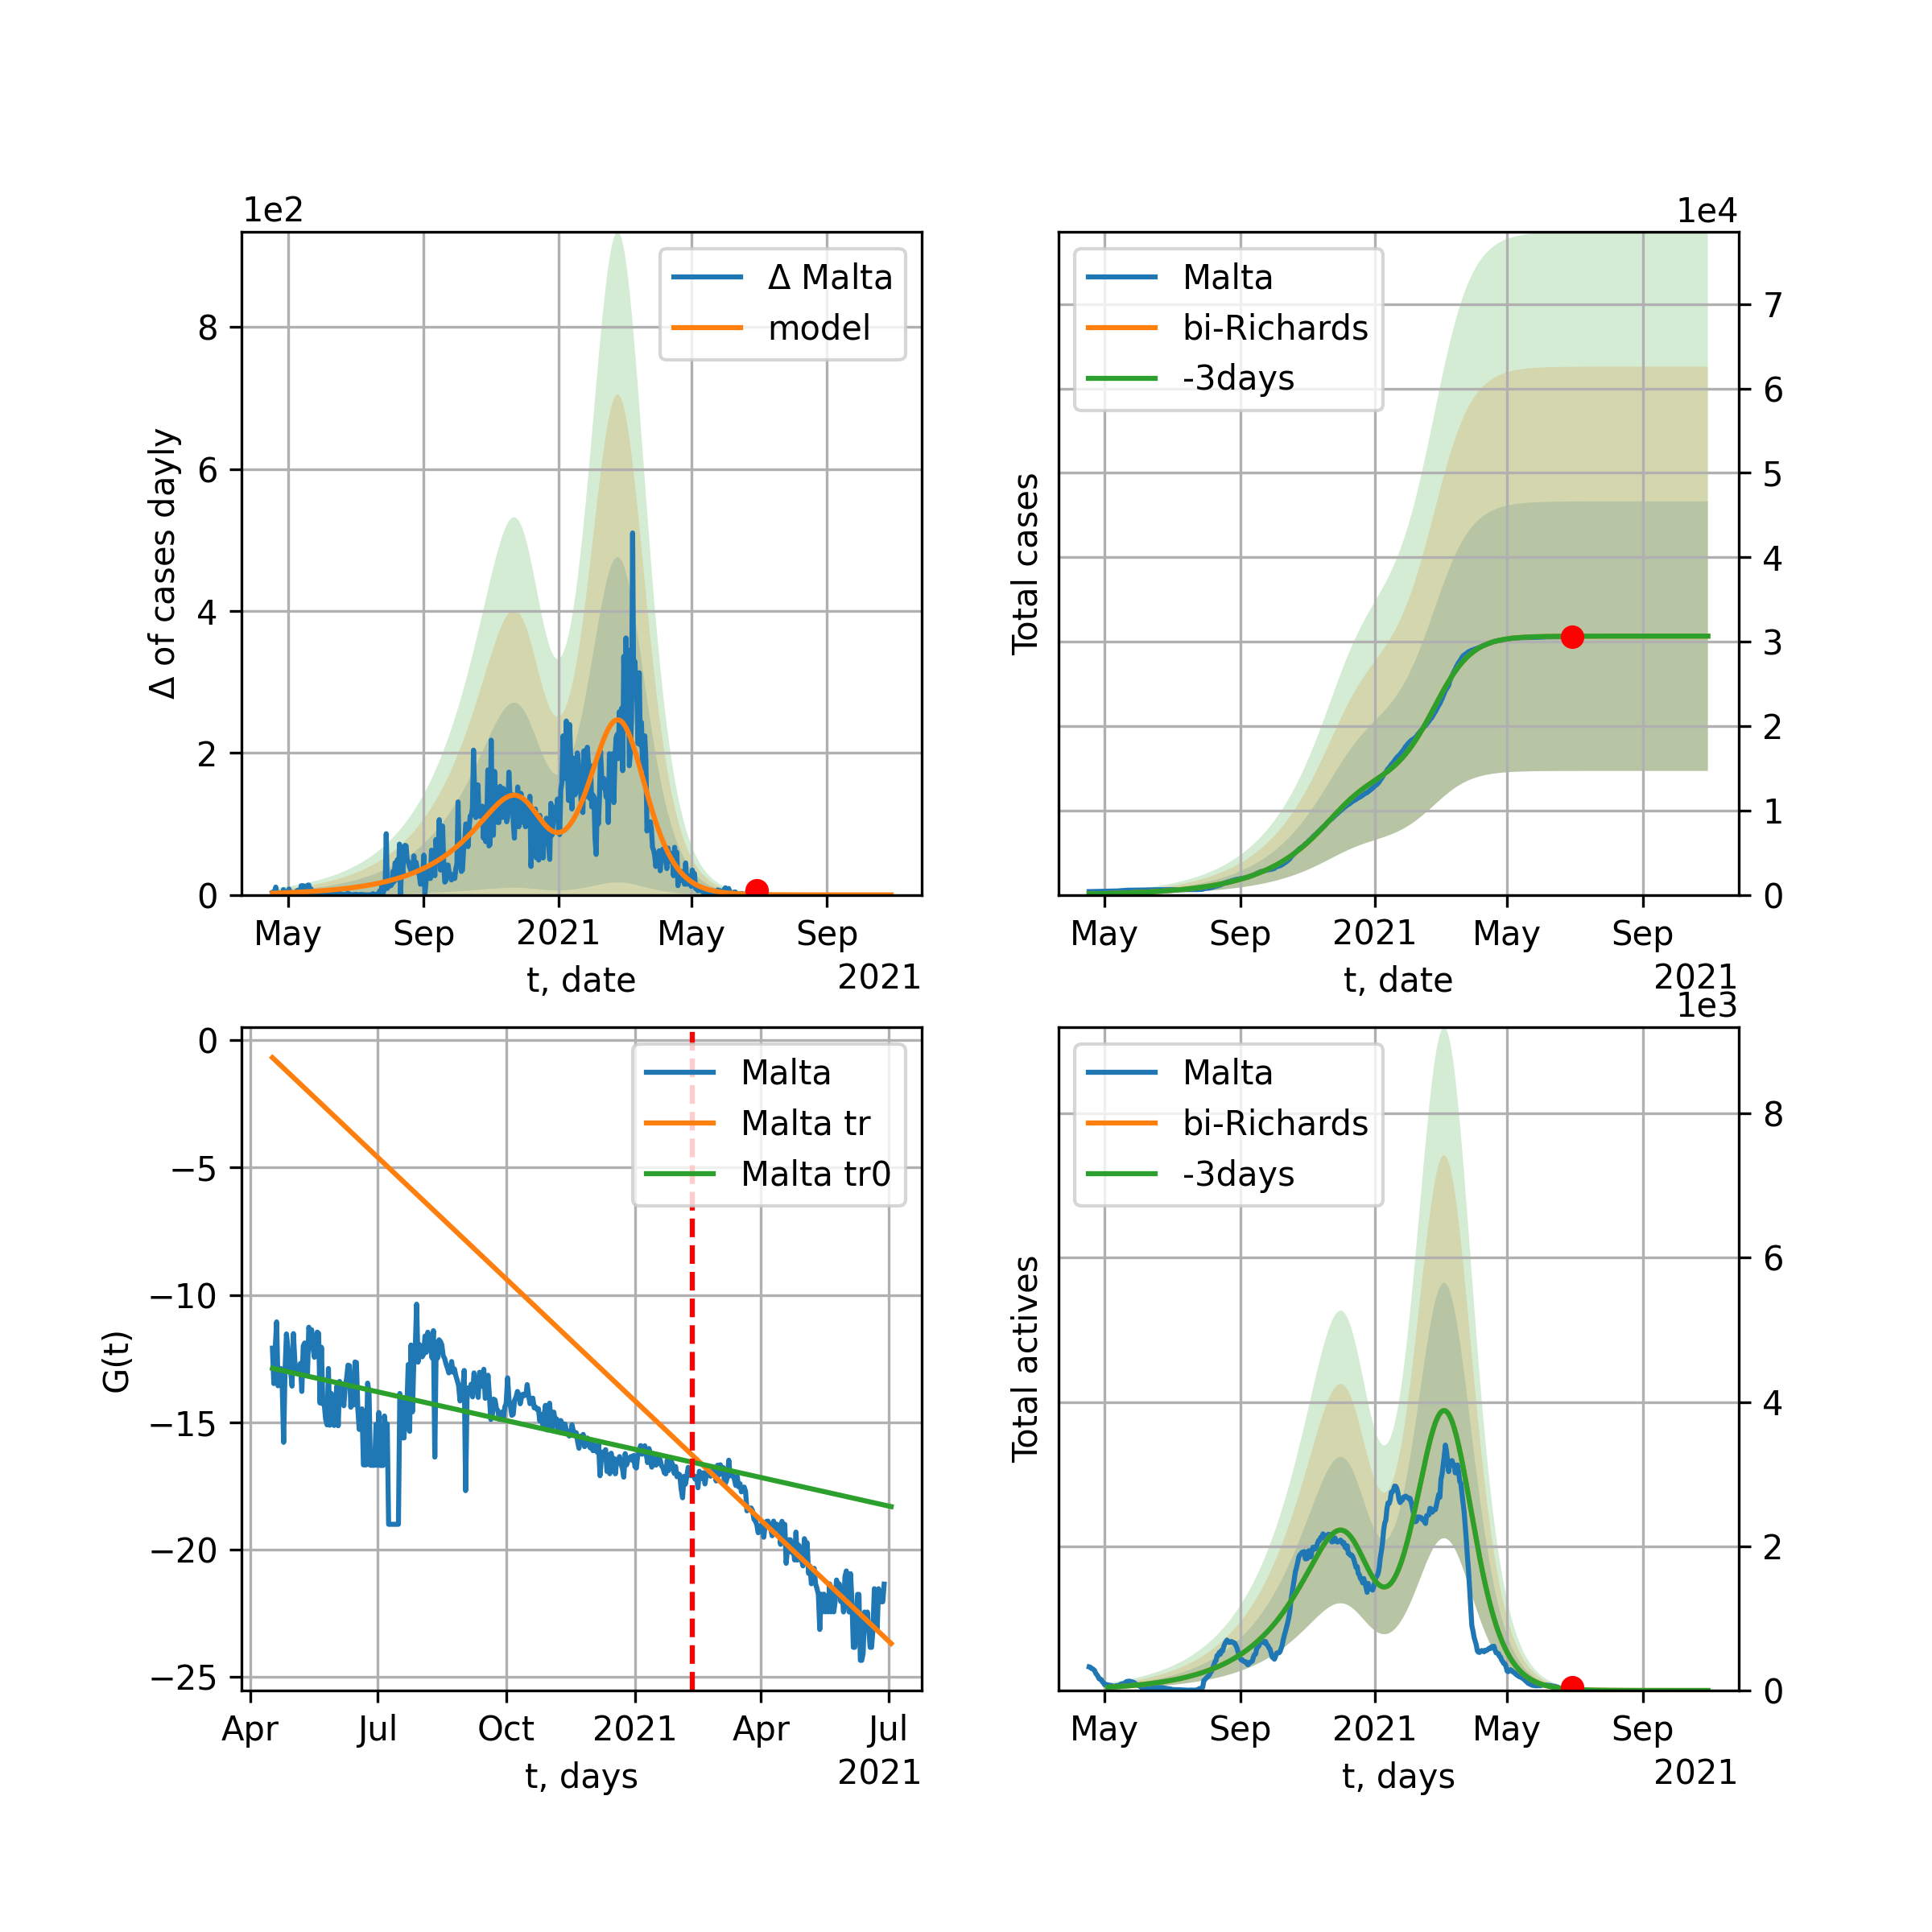 1e2
Δ Malta
model
8
6
4
2
0
Δ of cases dayly
May Sep 2021 May Sep
t, date
2021
1e4
Malta
bi-Richards
-3days
7
6
5
4
3
2
1
0
Total cases
May Sep 2021 May Sep
t, date
2021
Malta
Malta tr
Malta tr0
0
−5
−10
−15
−20
−25
G(t)
Apr Jul Oct 2021 Apr Jul
t, days
2021
1e3
Malta
bi-Richards
-3days
8
6
4
2
0
Total actives
May Sep 2021 May Sep
t, days
2021